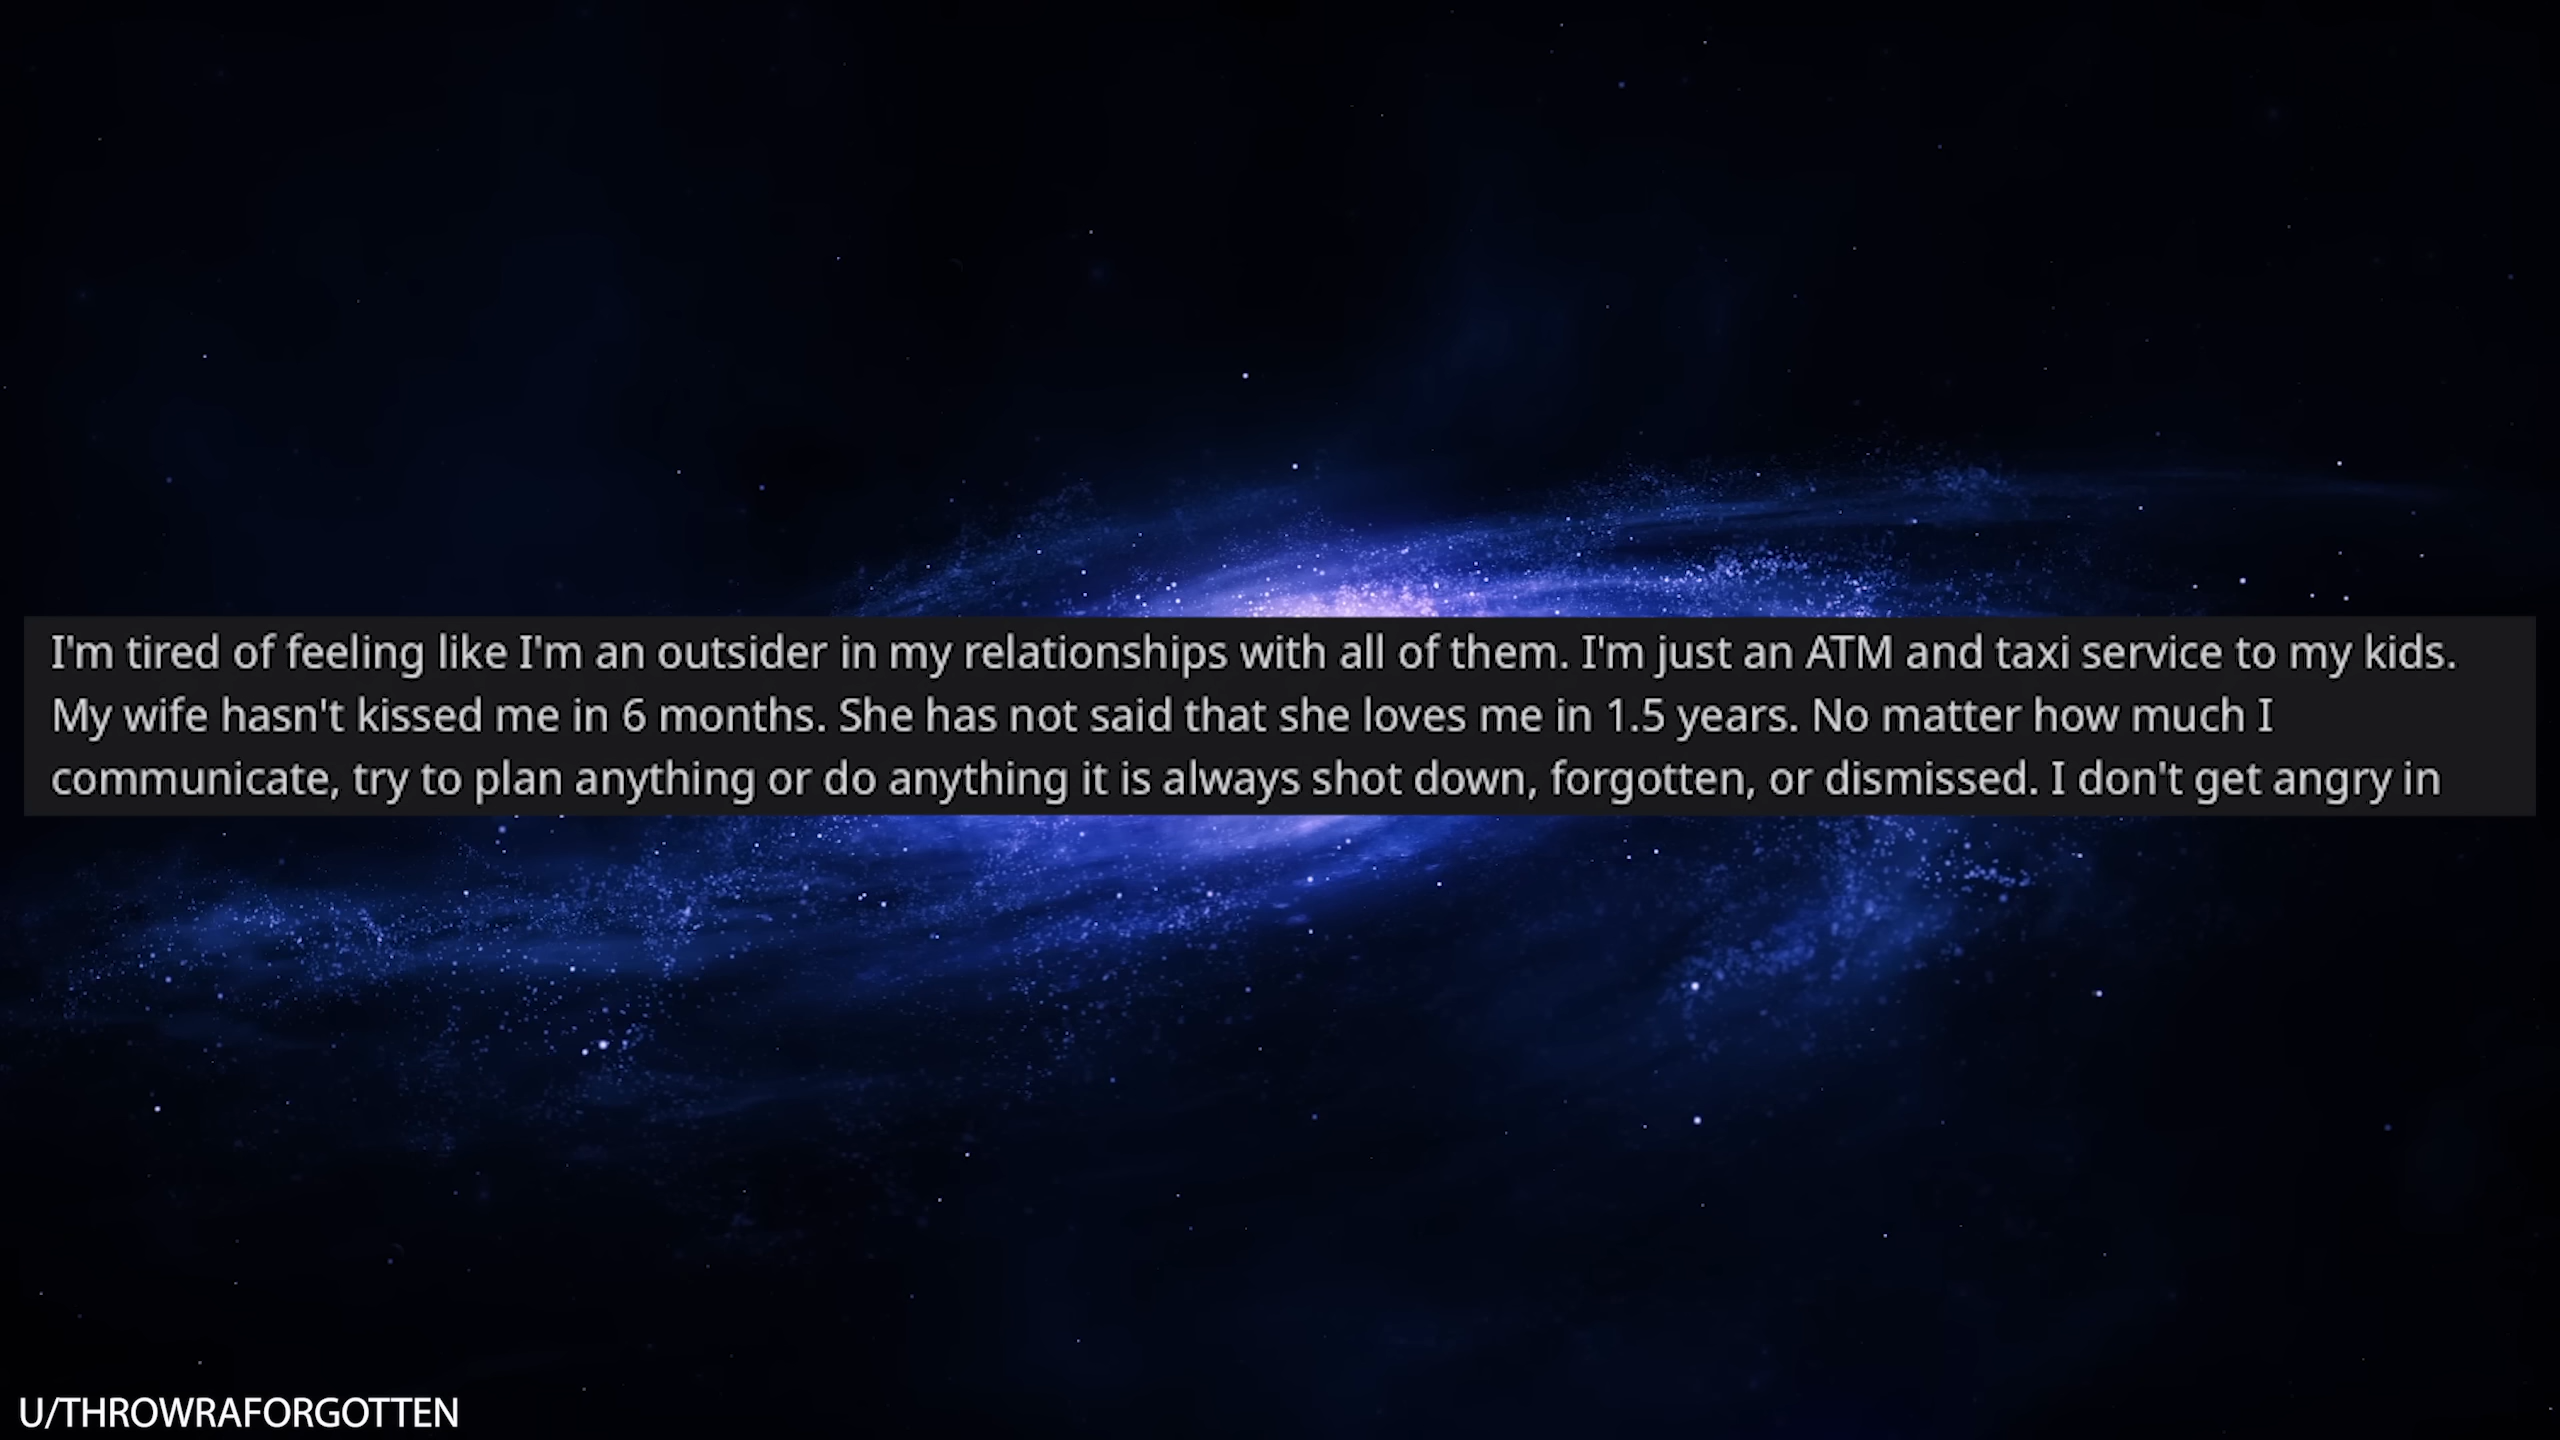 I'm tired of feeling like I'm an outsider in my relationships with all of them. I'm just an ATM and taxi service to my kids.
My wife hasn't kissed me in 6 months. She has not said that she loves me in 1.5 years. No matter how much I
communicate, try to plan anything or do anything it is always shot down, forgotten, or dismissed. I don't get angry in
U/THROWRAFORGOTTEN